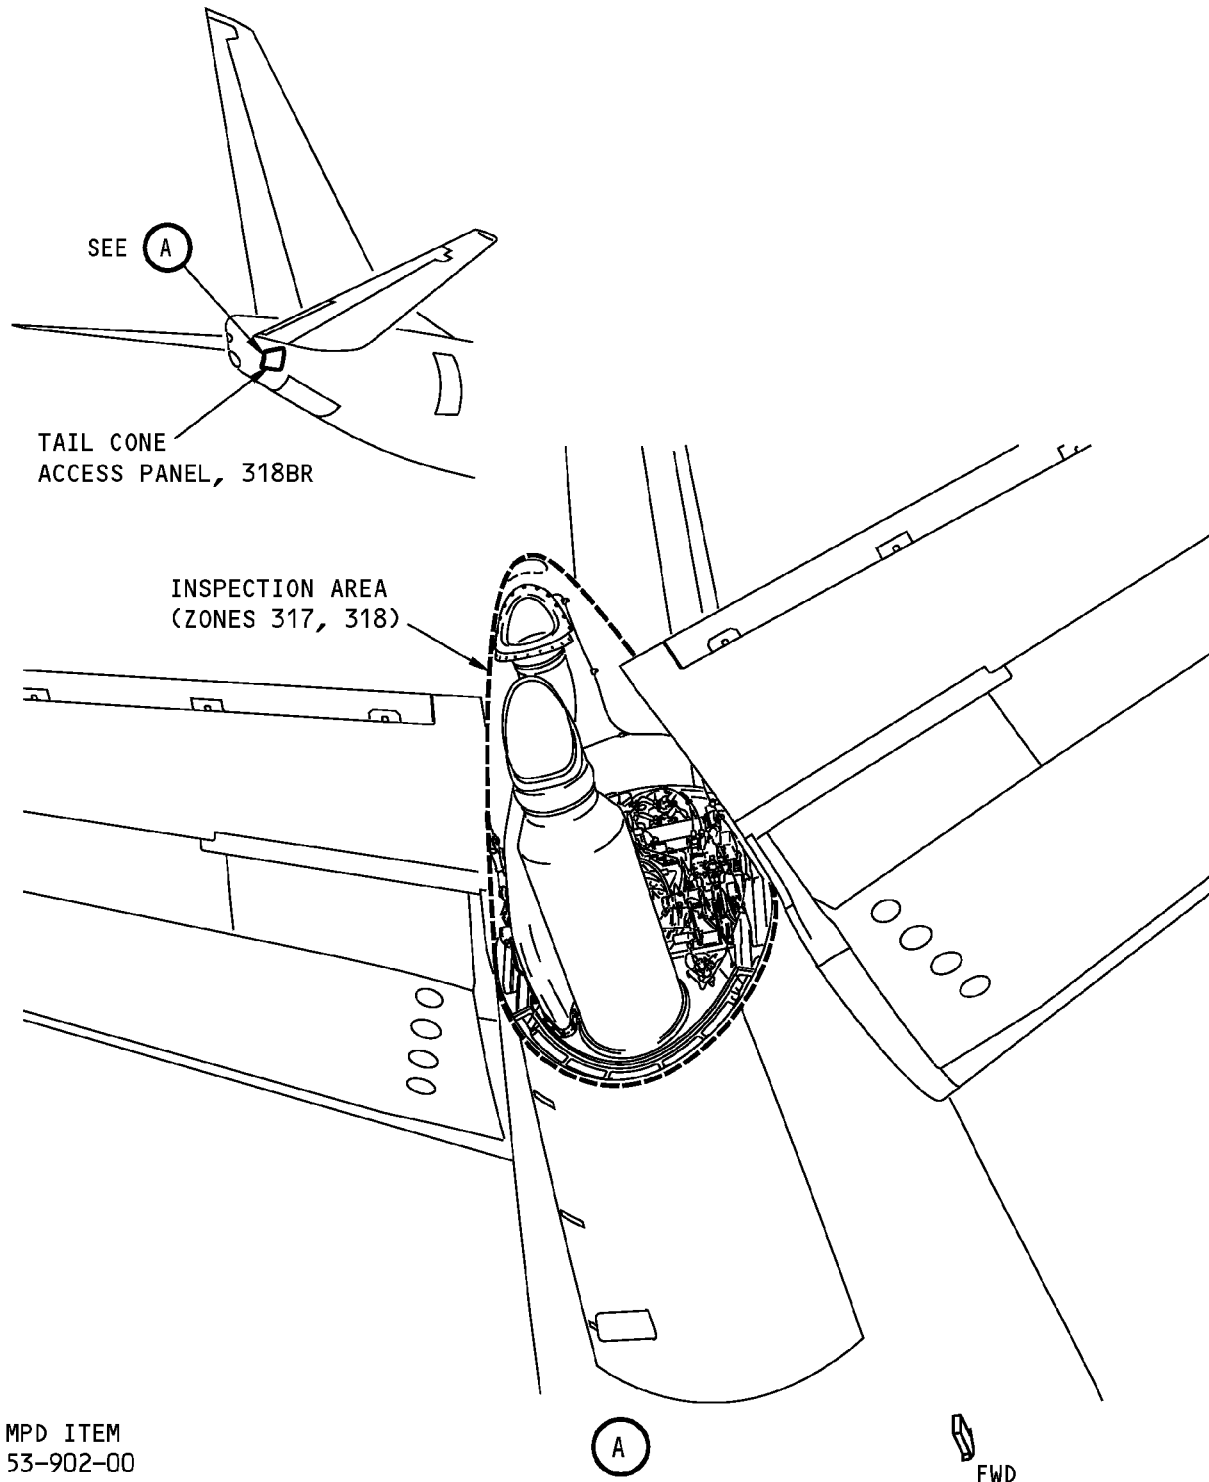 SEE A
TAIL CONE
ACCESS PANEL, 318BR
INSPECTION AREA
(ZONES 317, 318)
MPD ITEM
53-902-00
A
FWD